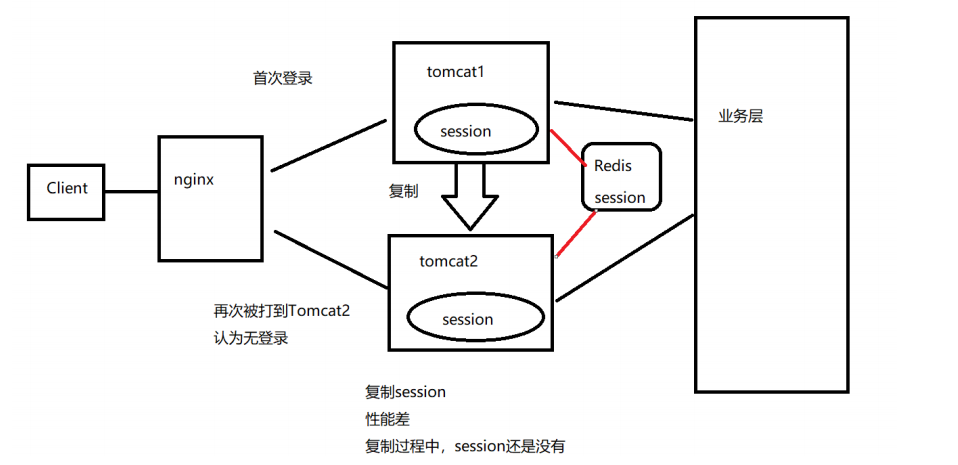 首次登录
tomcat1
session
业务层
Client
nginx
复制
Redis
session
tomcat2
session
再次被打到Tomcat2
认为无登录
复制session
性能差
复制过程中，session还是没有